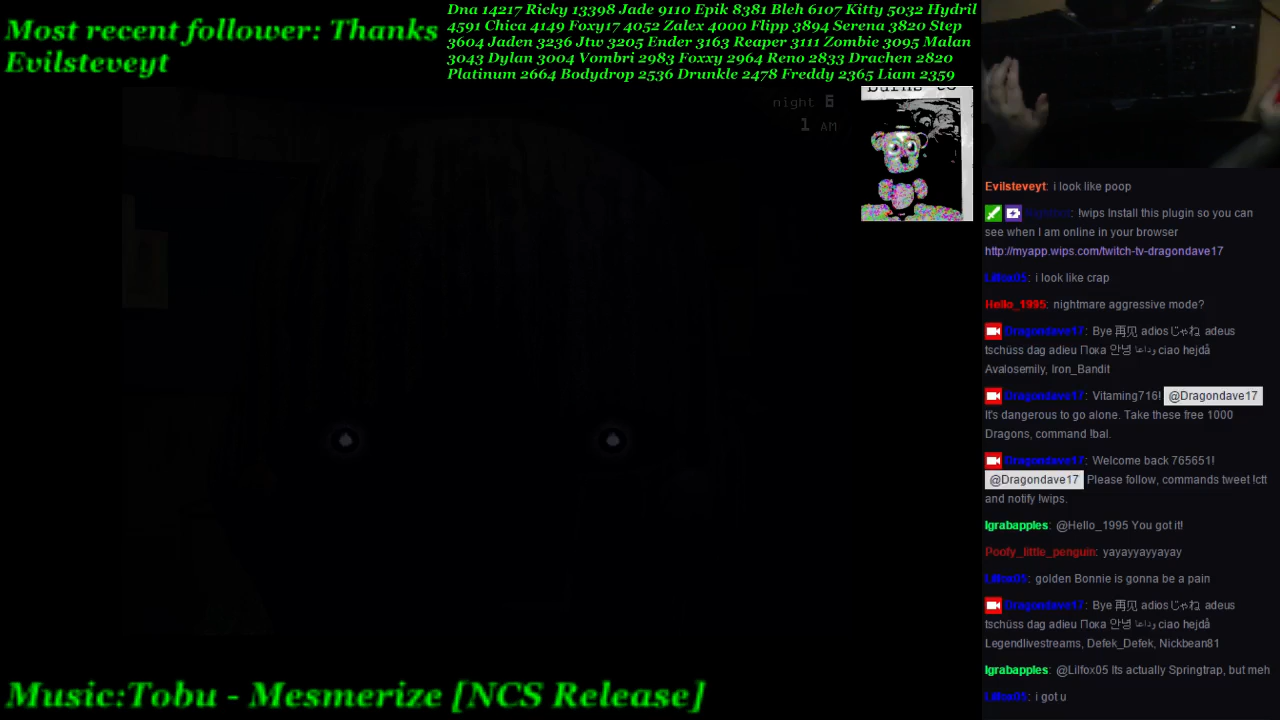 Most recent follower: Thanks
Evilsteveyt
Dna 14217 Ricky 13398 Jade 9110 Epik 8381 Bleh 6107 Kitty 5032 Hydril
4591 Chica 4149 Foxy17 4052 Zalex 4000 Flipp 3894 Serena 3820 Step
3604 Jaden 3236 Jtw 3205 Ender 3163 Reaper 3111 Zombie 3095 Malan
3043 Dylan 3004 Vombri 2983 Foxxy 2964 Reno 2833 Drachen 2820
Platinum 2664 Bodydrop 2536 Drunkle 2478 Freddy 2365 Liam 2359
night 6
1 AM
burns to
Evilsteveyt: i look like poop
: !wips Install this plugin so you can
see when I am online in your browser
http://myapp.wips.com/twitch-tv-dragondave17
Lilfox05: i look like crap
Hello_1995: nightmare aggressive mode?
Dragondave17: Bye 再见 adios じゃね adeus
tschüss dag adieu Пока 안녕 وداعا ciao hejdå
Avalosemily, Iron_Bandit
Dragondave17: Vitaming716! @Dragondave17
It's dangerous to go alone. Take these free 1000
Dragons, command !bal.
Dragondave17: Welcome back 765651!
@Dragondave17 Please follow, commands tweet !ctt
and notify !wips.
Igrabapples: @Hello_1995 You got it!
Poofy_little_penguin: yayayyayyayay
Lilfox05: golden Bonnie is gonna be a pain
Dragondave17: Bye 再见 adios じゃね adeus
tschüss dag adieu Пока 안녕 وداعا ciao hejdå
Legendlivestreams, Defek_Defek, Nickbean81
Igrabapples: @Lilfox05 Its actually Springtrap, but meh
Lilfox05: i got u
Music:Tobu - Mesmerize [NCS Release]